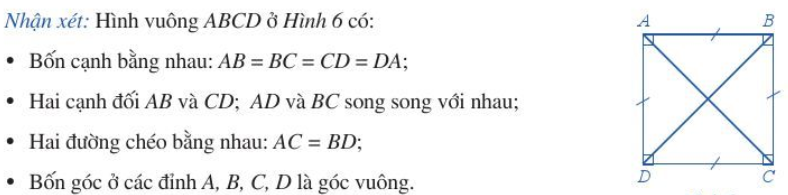 Nhận xét: Hình vuông ABCD ở Hình 6 có:
• Bốn cạnh bằng nhau: AB = BC = CD = DA;
• Hai cạnh đối AB và CD; AD và BC song song với nhau;
• Hai đường chéo bằng nhau: AC = BD;
• Bốn góc ở các đỉnh A, B, C, D là góc vuông.
A B
D C